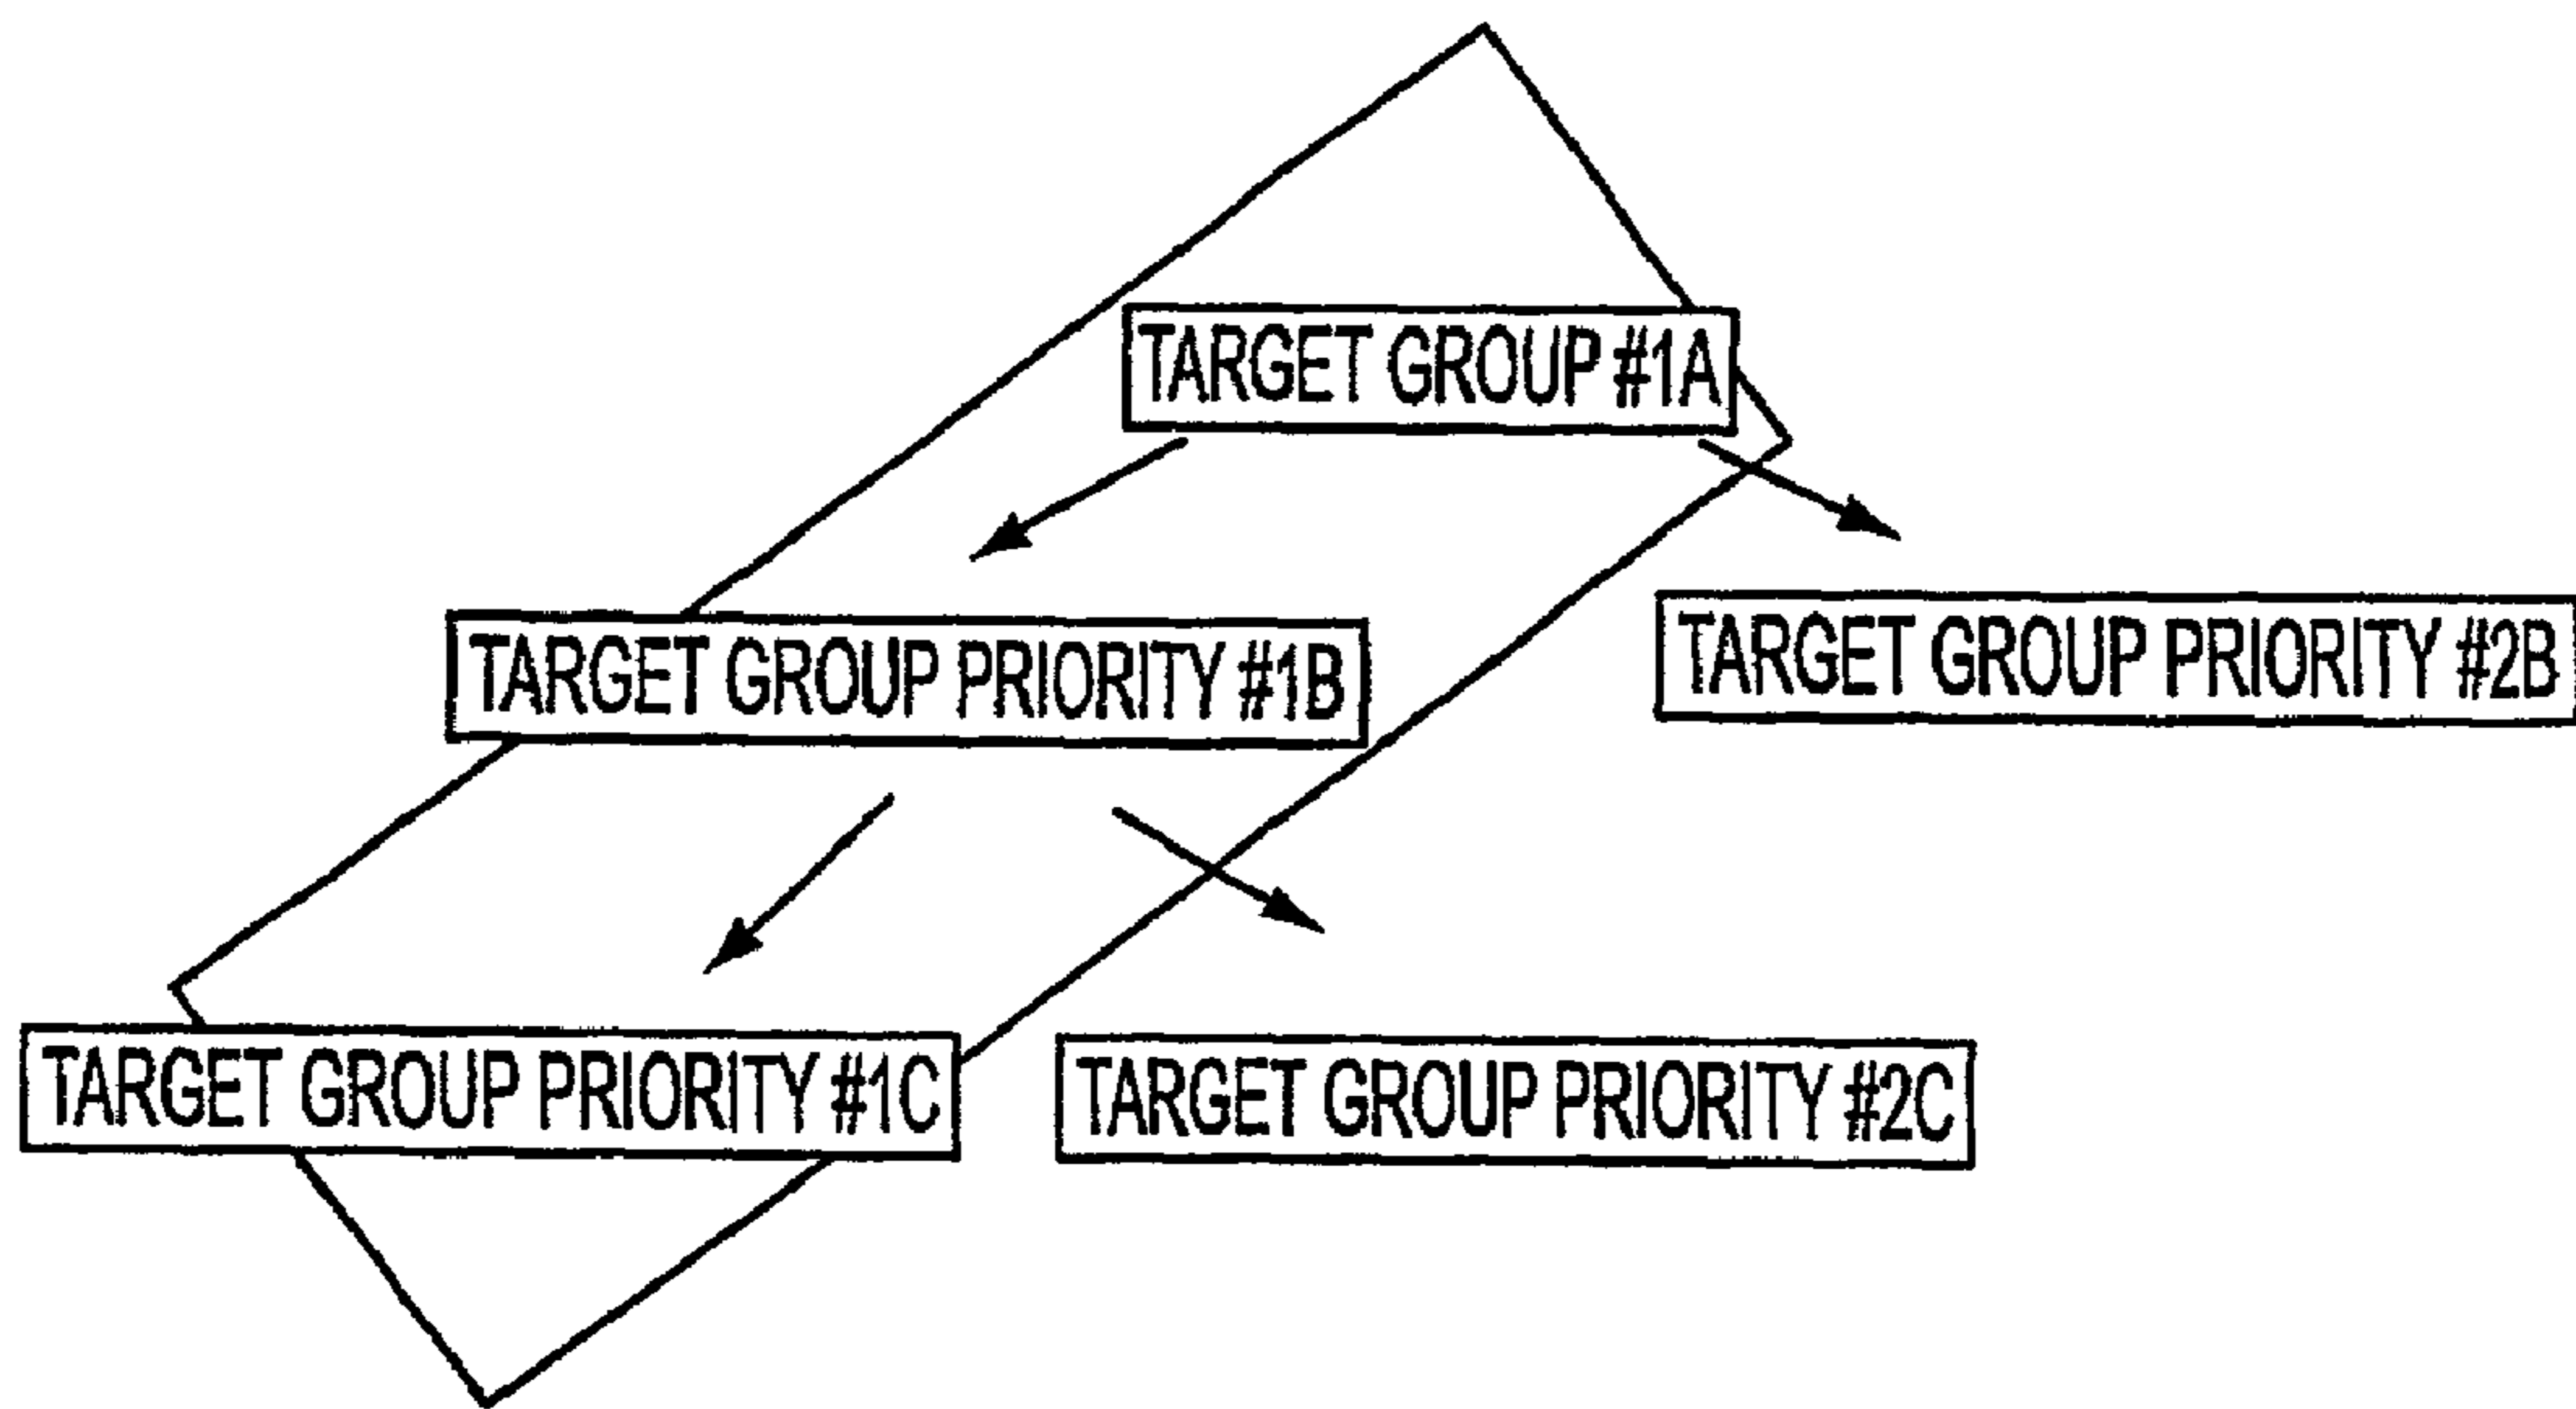 TARGET GROUP #1A
TARGET GROUP PRIORITY #1B
TARGET GROUP PRIORITY #2B
TARGET GROUP PRIORITY #1C
TARGET GROUP PRIORITY #2C